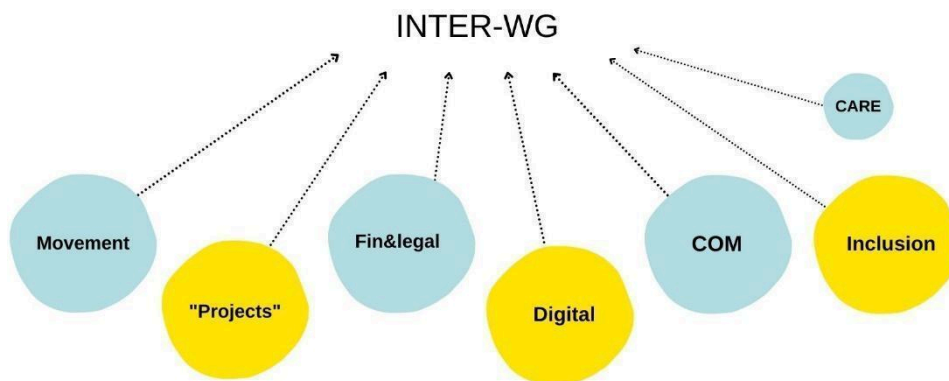 INTER-WG
CARE
Movement
"Projects"
Fin&legal
Digital
COM
Inclusion